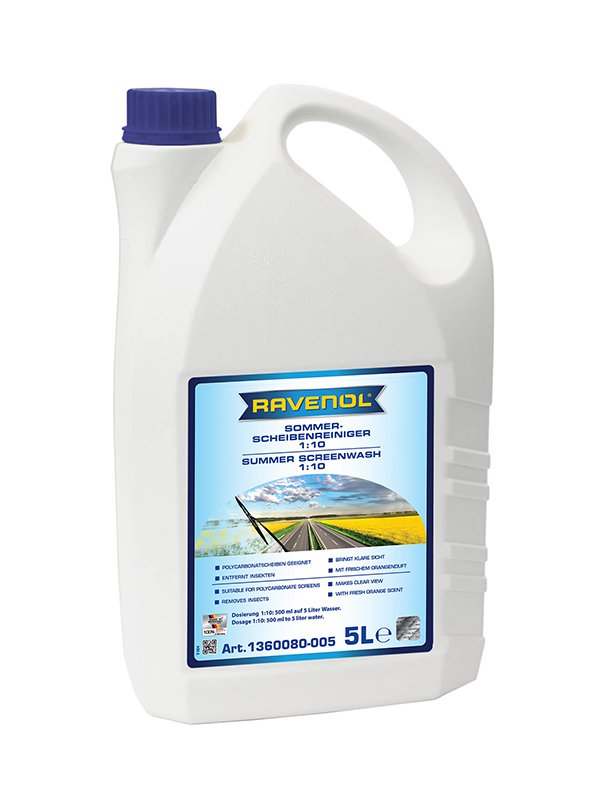 RAVENOL®
SOMMER-
SCHEIBENREINIGER
1:10
SUMMER SCREENWASH
1:10
POLYCARBONATSCHEIBEN GEEIGNET
ENTFERNT INSEKTEN
BRINGT KLARE SICHT
MIT FRISCHEM ORANGENDUFT
SUITABLE FOR POLYCARBONATE SCREENS
REMOVES INSECTS
MAKES CLEAR VIEW
WITH FRESH ORANGE SCENT
Dosierung 1:10: 500 ml auf 5 Liter Wasser.
Dosage 1:10: 500 ml to 5 liter water.
100%
Art. 1360080-005 5L ℮